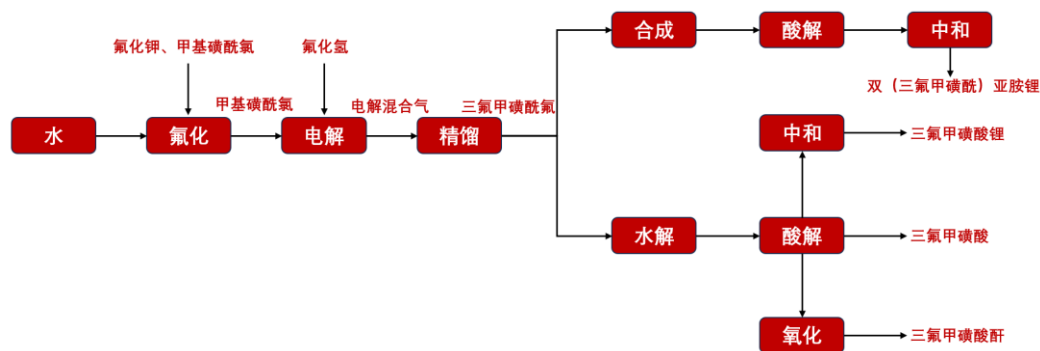 合成
酸解
中和
氟化钾、甲基磺酰氯
氟化氢
双（三氟甲磺酰）亚胺锂
甲基磺酰氯
电解混合气
三氟甲磺酰氟
水
氟化
电解
精馏
中和
三氟甲磺酸锂
水解
酸解
三氟甲磺酸
氧化
三氟甲磺酸酐